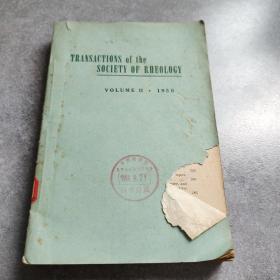 TRANSACTIONS of the
SOCIETY OF RHEOLOGY
VOLUME II • 1958